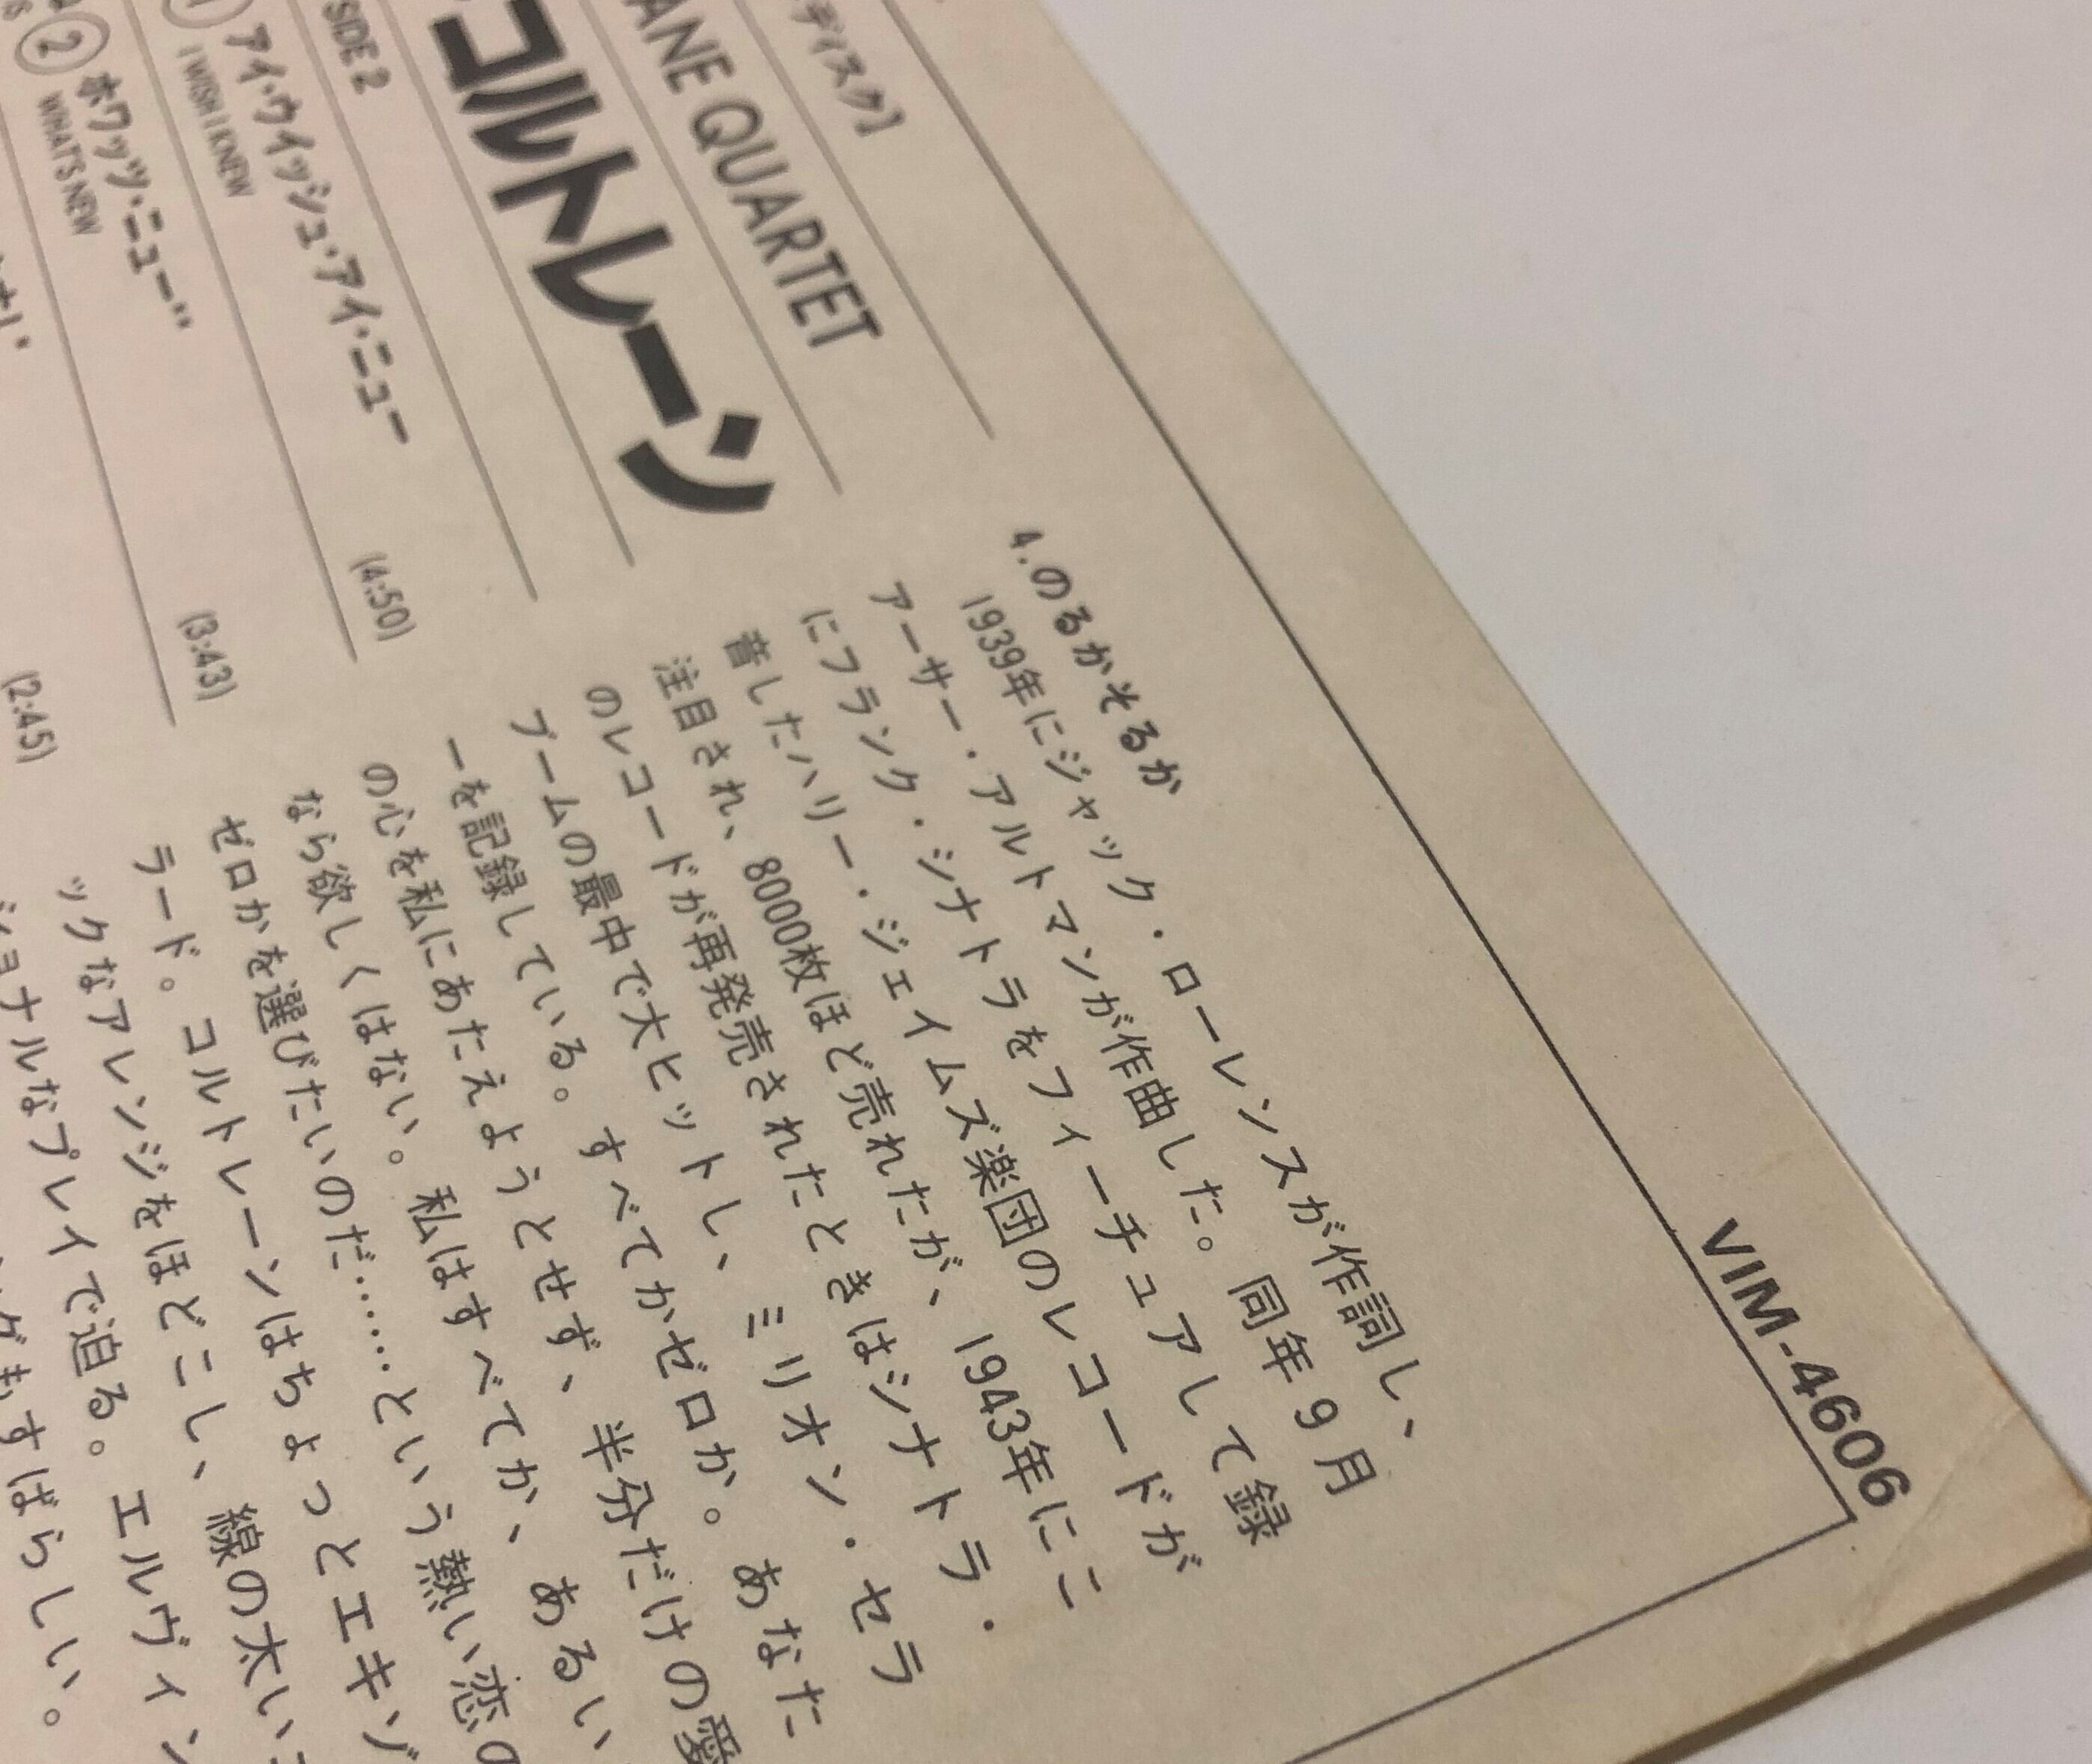 VIM-4606
ディスク】
ANE QUARTET
コルトレーン
SIDE 2
アイ・ウィッシュ・アイ・ニュー
I WISH I KNEW
(4:50)
② ホワッツ・ニュー
WHAT'S NEW
(3:43)
(2:45)
4.のるかそるか
1939年にジャック・ローレンスが作詞し、
アーサー・アルトマンが作曲した。同年9月
にフランク・シナトラをフィーチュアして録
音したハリー・ジェイムズ楽団のレコードが
注目され、8000枚ほど売れたが、1943年にこ
のレコードが再発売されたときはシナトラ・
ブームの最中で大ヒットし、ミリオン・セラ
ーを記録している。すべてかゼロか。あなた
の心を私にあたえようとせず、半分だけの愛
なら欲しくはない。私はすべてか、あるい
ゼロかを選びたいのだ……という熱い恋の
ラード。コルトレーンはちょっとエキゾ
ックなアレンジをほどこし、線の太い
ショナルなプレイで迫る。エルヴィン
もすばらしい。